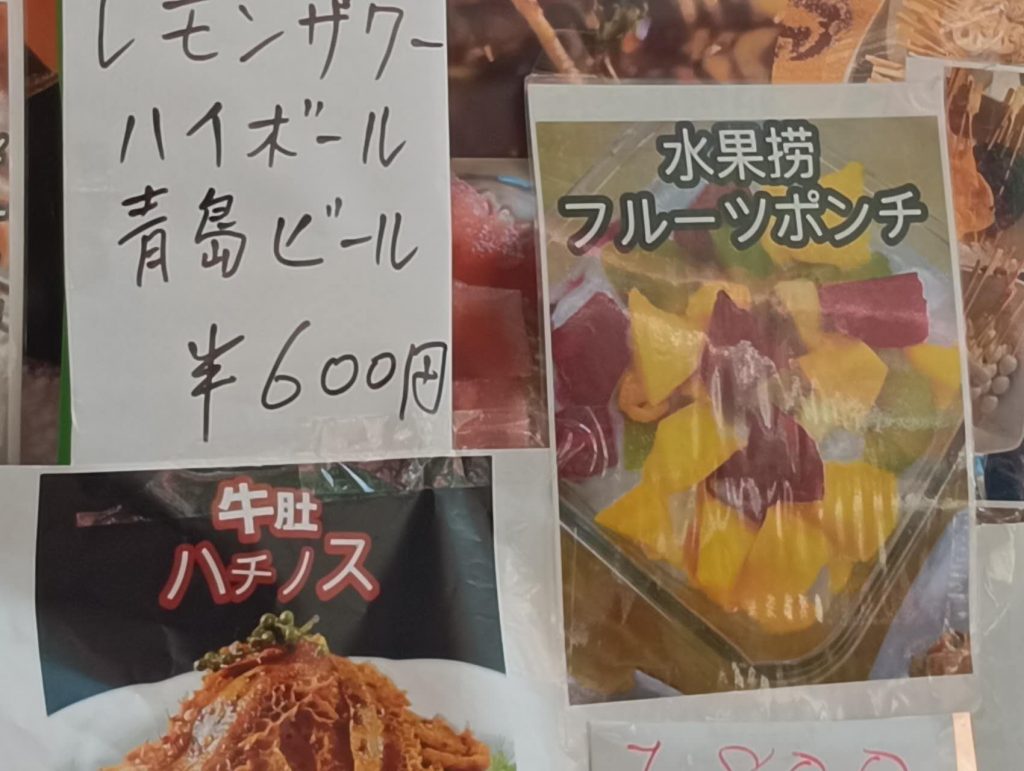 レモンサワー
ハイボール
青島ビール
半600円
水果捞
フルーツポンチ
牛肚
ハチノス